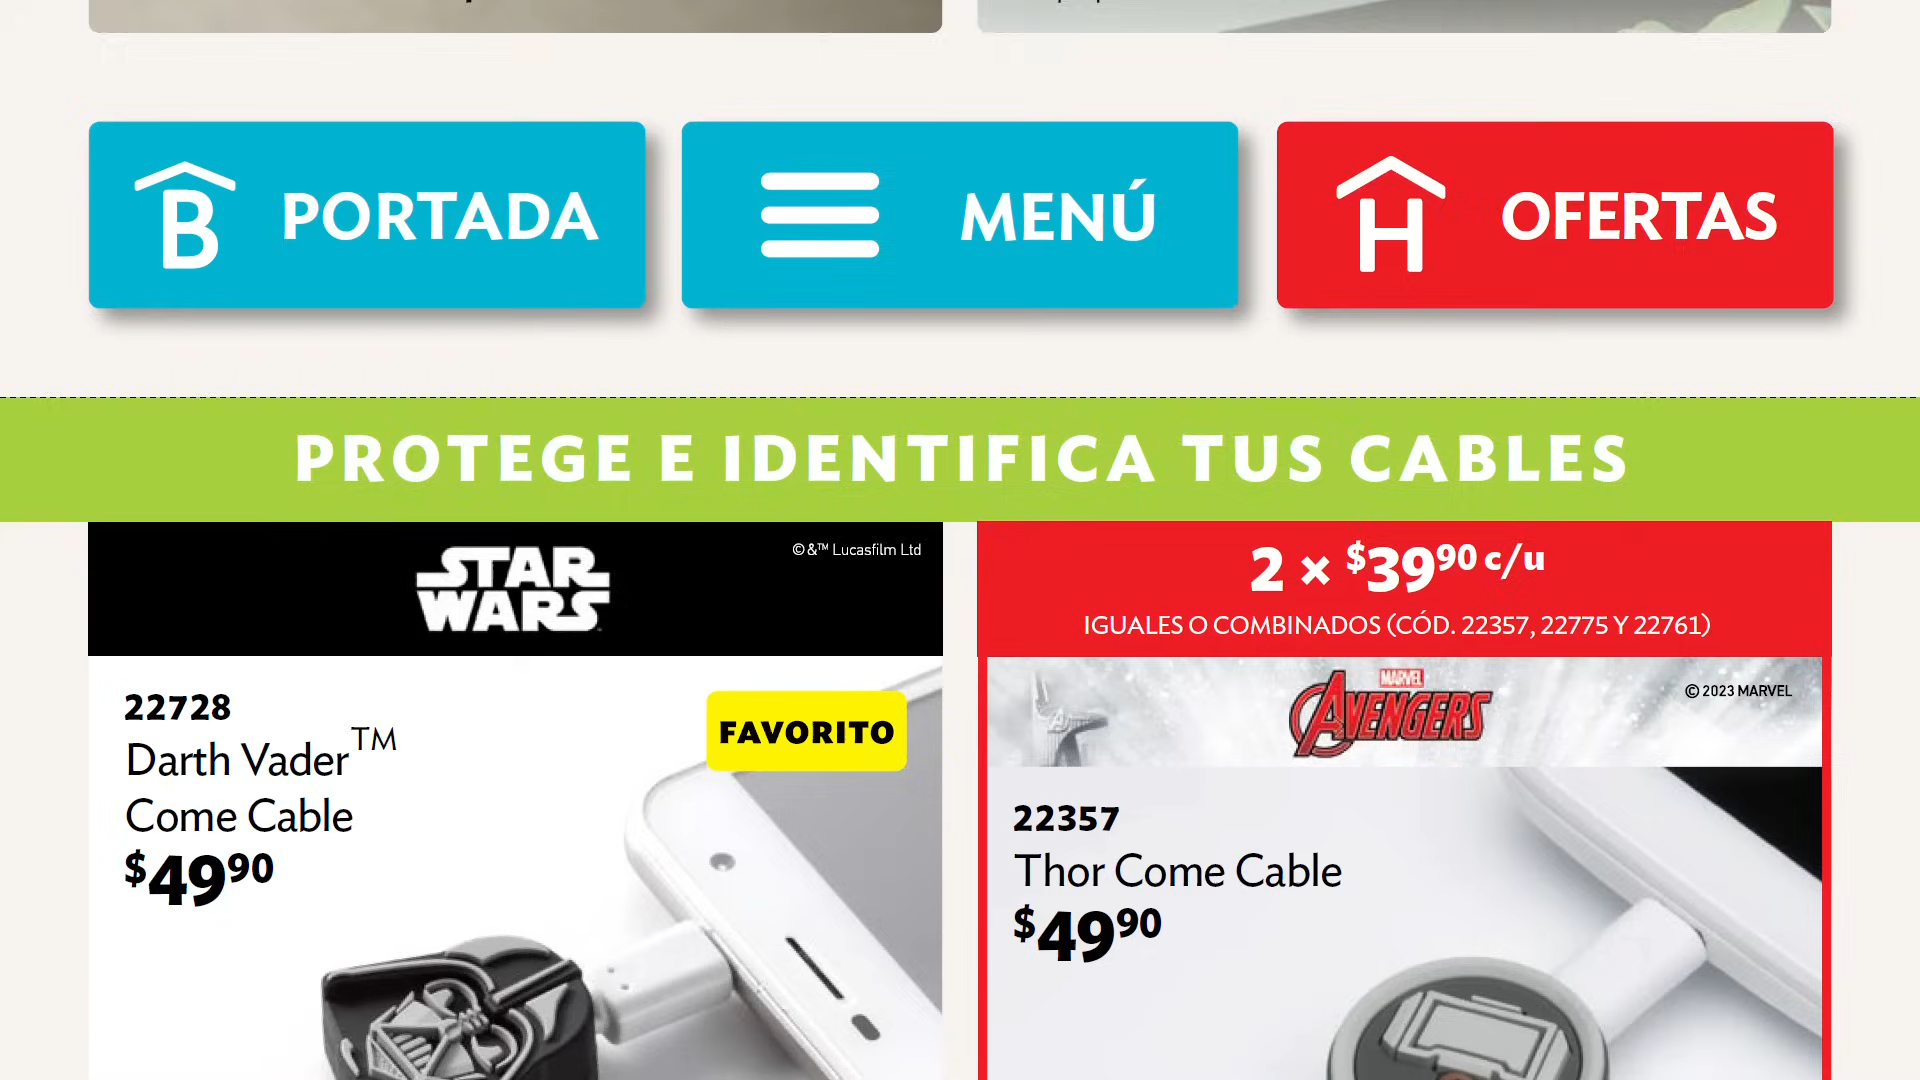 B PORTADA
MENÚ
H OFERTAS
PROTEGE E IDENTIFICA TUS CABLES
STAR
WARS
©&™ Lucasfilm Ltd
22728
Darth Vader™
Come Cable
$49⁹⁰
FAVORITO
2 × $39⁹⁰ c/u
IGUALES O COMBINADOS (CÓD. 22357, 22775 Y 22761)
MARVEL
AVENGERS
© 2023 MARVEL
22357
Thor Come Cable
$49⁹⁰